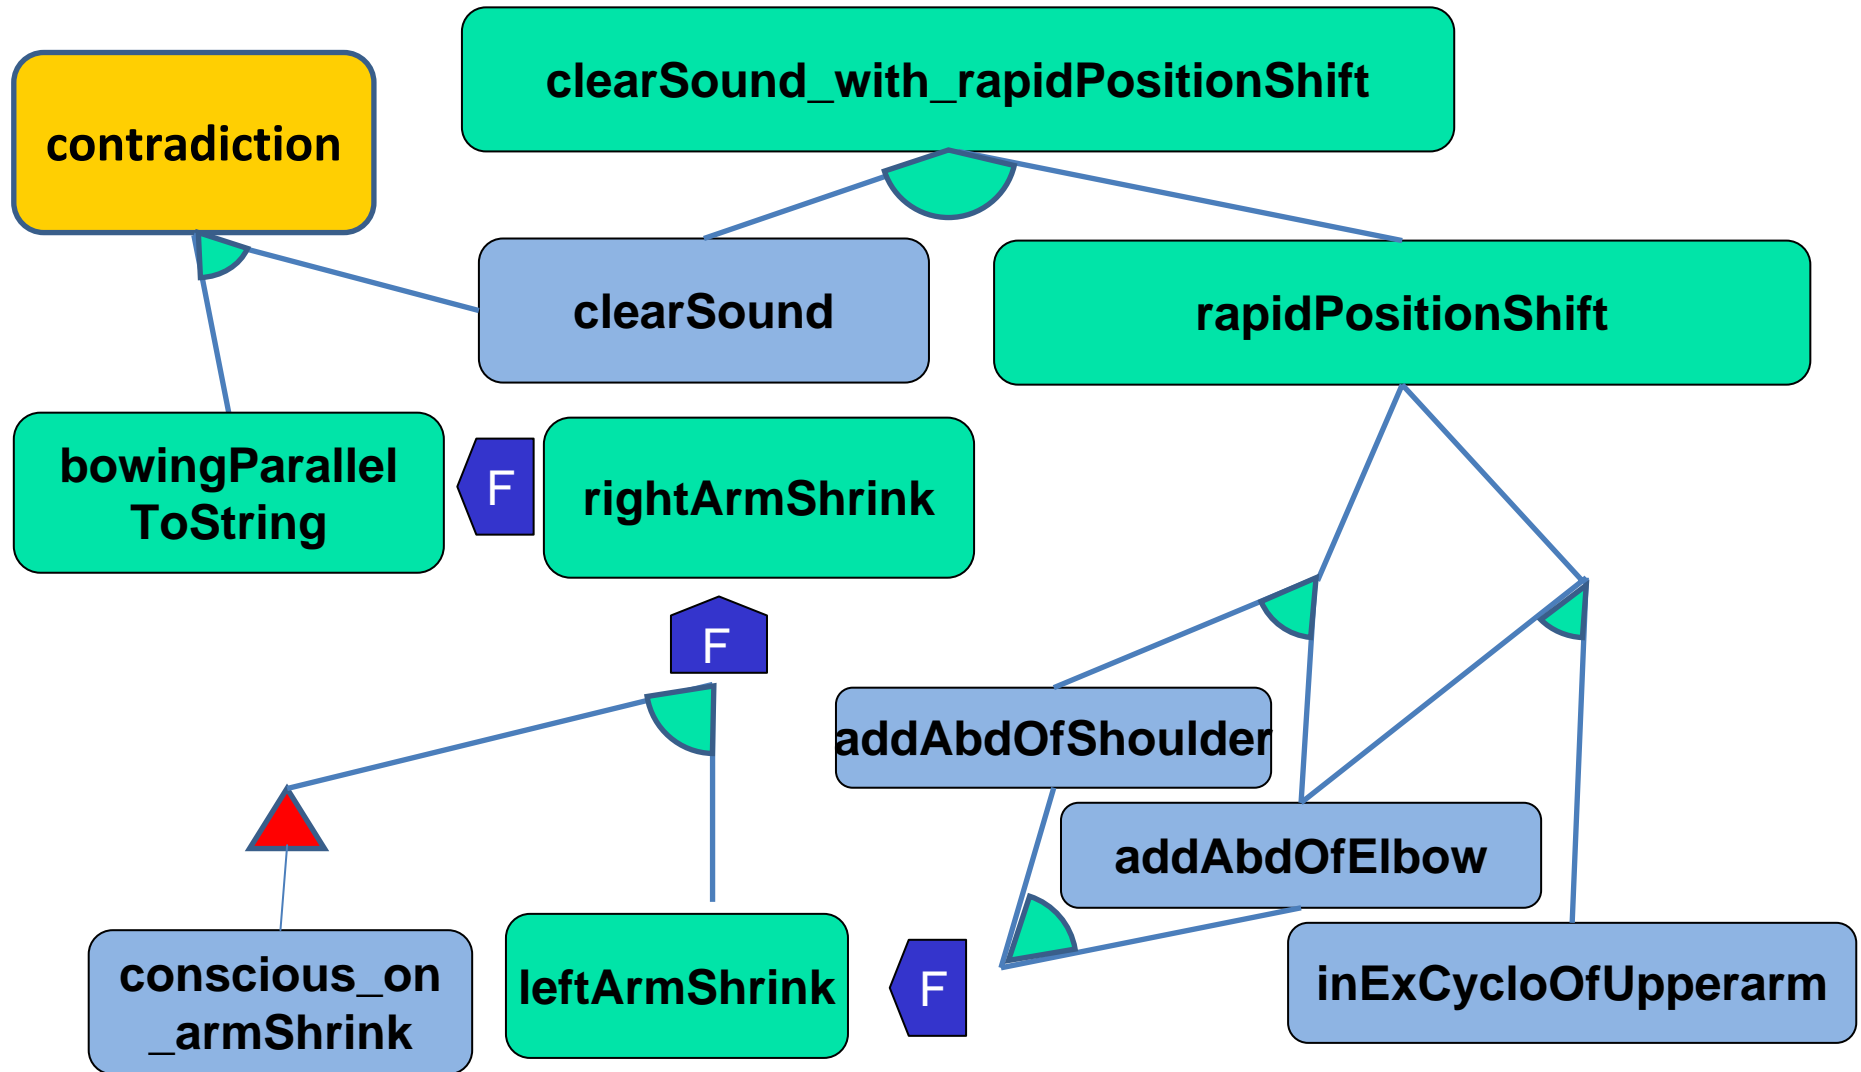 clearSound_with_rapidPositionShift
contradiction
clearSound
rapidPositionShift
bowingParallel
ToString
F
rightArmShrink
F
addAbdOfShoulder
addAbdOfElbow
conscious_on
_armShrink
leftArmShrink
F
inExCycloOfUpperarm